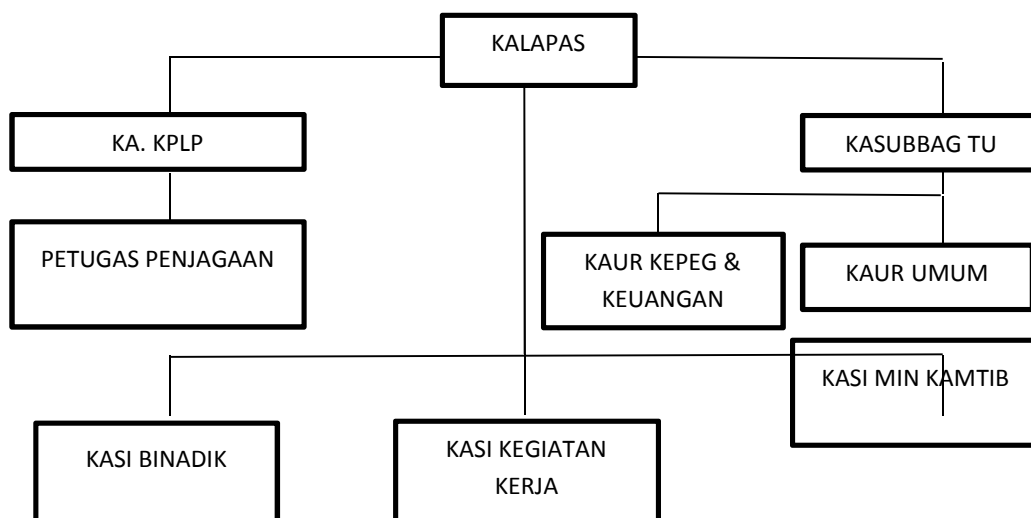 KALAPAS
KA. KPLP
KASUBBAG TU
PETUGAS PENJAGAAN
KAUR KEPEG &
KEUANGAN
KAUR UMUM
KASI MIN KAMTIB
KASI BINADIK
KASI KEGIATAN
KERJA